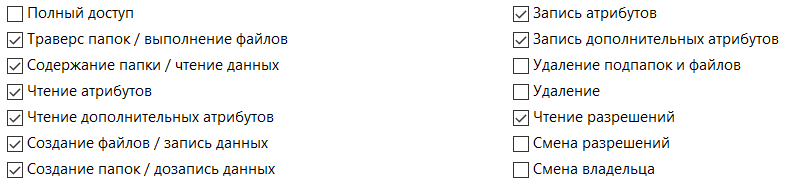 Полный доступ
Траверс папок / выполнение файлов
Содержание папки / чтение данных
Чтение атрибутов
Чтение дополнительных атрибутов
Создание файлов / запись данных
Создание папок / дозапись данных
Запись атрибутов
Запись дополнительных атрибутов
Удаление подпапок и файлов
Удаление
Чтение разрешений
Смена разрешений
Смена владельца